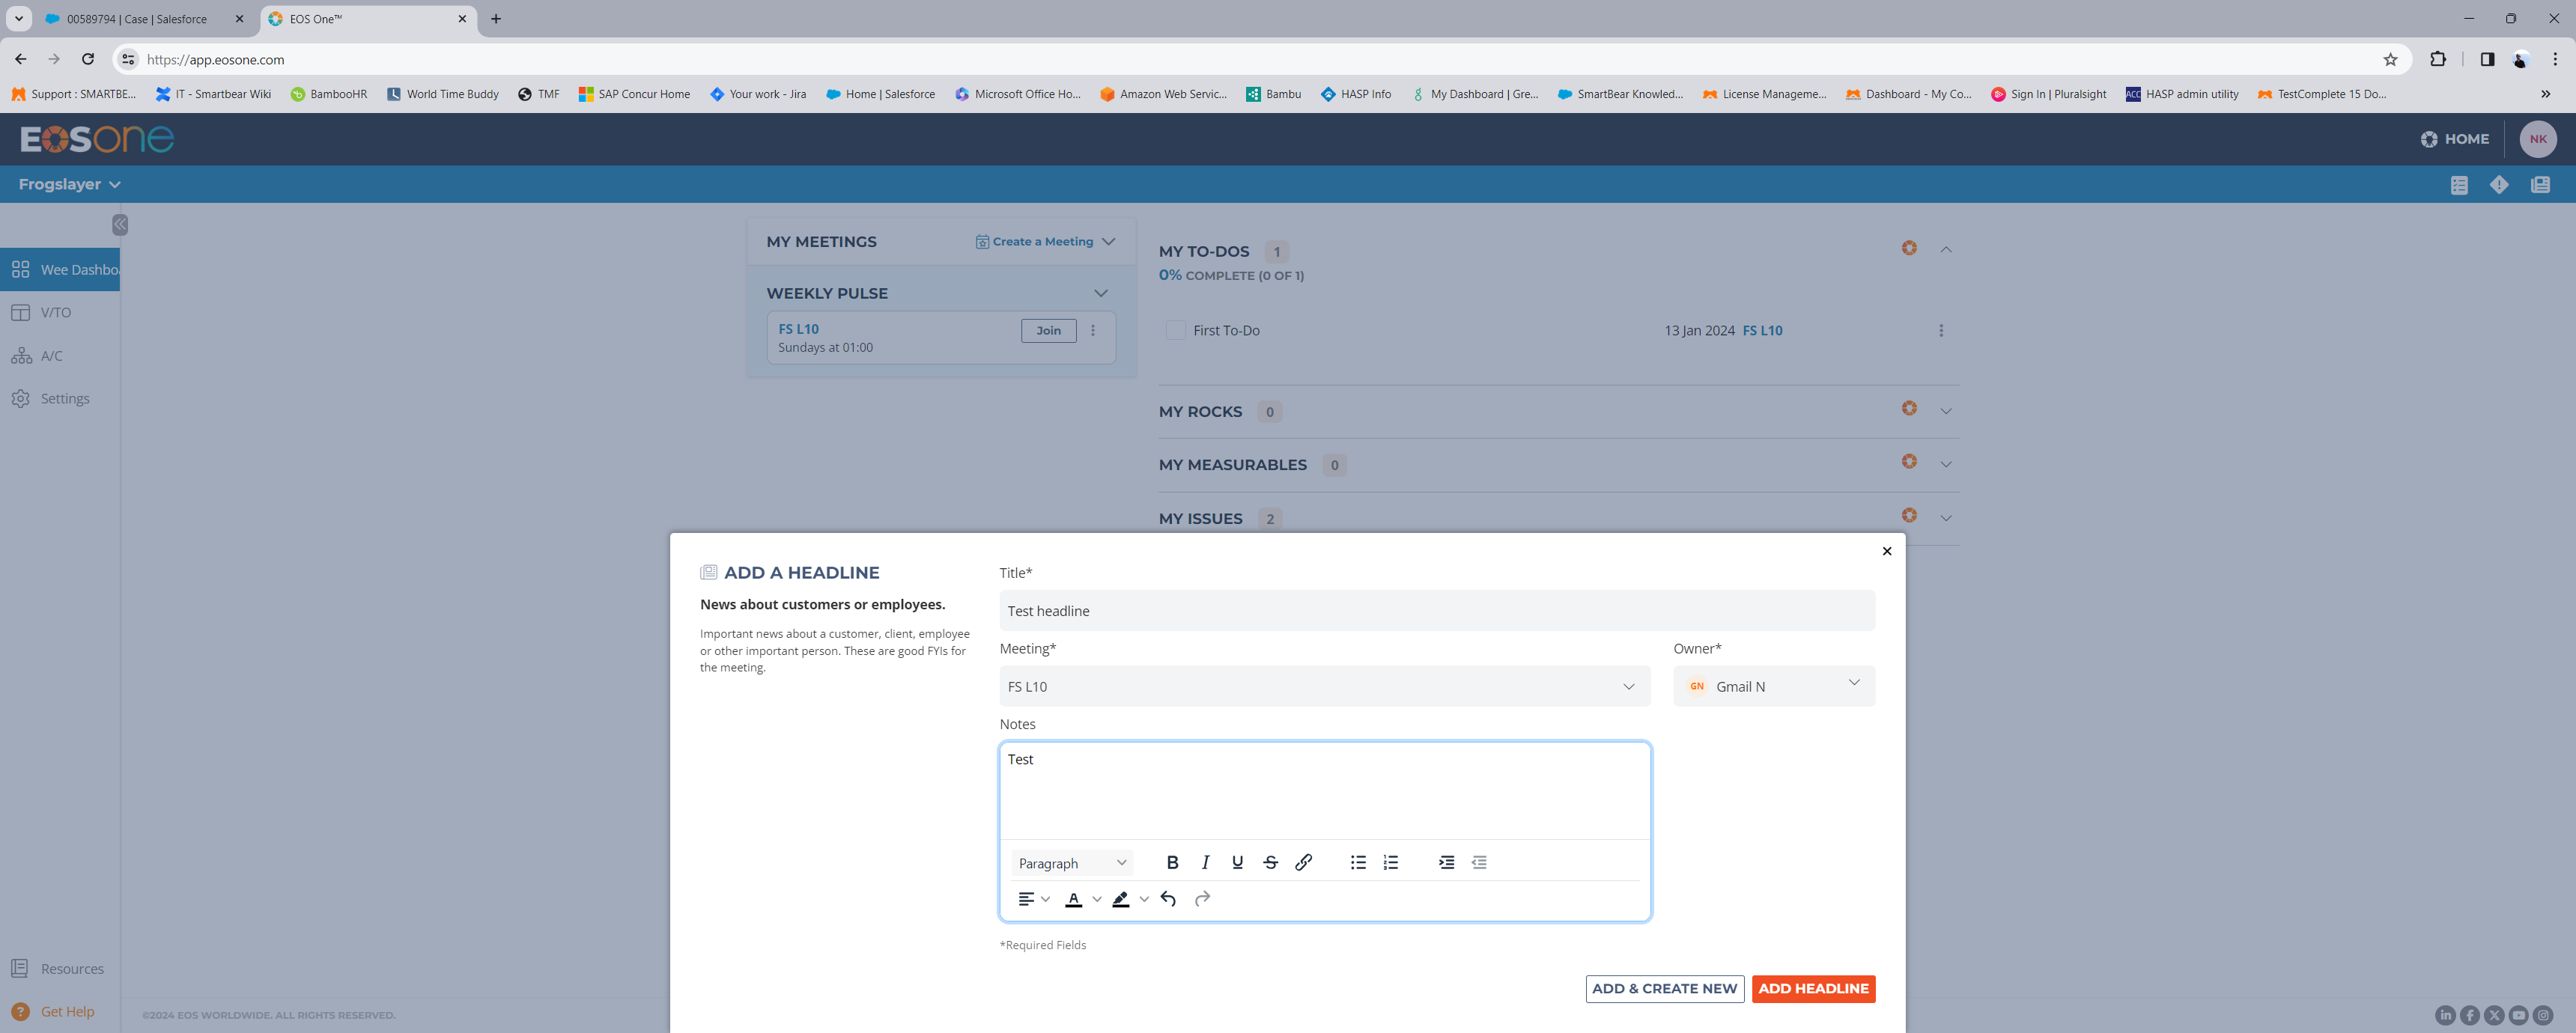 00589794 | Case | Salesforce
EOS One™
https://app.eosone.com
Support : SMARTBE...
IT - Smartbear Wiki
BambooHR
World Time Buddy
TMF
SAP Concur Home
Your work - Jira
Home | Salesforce
Microsoft Office Ho...
Amazon Web Servic...
Bambu
HASP Info
My Dashboard | Gre...
SmartBear Knowled...
License Manageme...
Dashboard - My Co...
Sign In | Pluralsight
ACC HASP admin utility
TestComplete 15 Do...
EOSone
HOME
NK
Frogslayer
Wee Dashboa
V/TO
A/C
Settings
Resources
Get Help
MY MEETINGS
Create a Meeting
WEEKLY PULSE
FS L10
Join
Sundays at 01:00
MY TO-DOS 1
0% COMPLETE (0 OF 1)
First To-Do
13 Jan 2024 FS L10
MY ROCKS 0
MY MEASURABLES 0
MY ISSUES 2
ADD A HEADLINE
News about customers or employees.
Important news about a customer, client, employee
or other important person. These are good FYIs for
the meeting.
Title*
Test headline
Meeting*
FS L10
Owner*
GN Gmail N
Notes
Test
Paragraph
*Required Fields
ADD & CREATE NEW
ADD HEADLINE
©2024 EOS WORLDWIDE. ALL RIGHTS RESERVED.